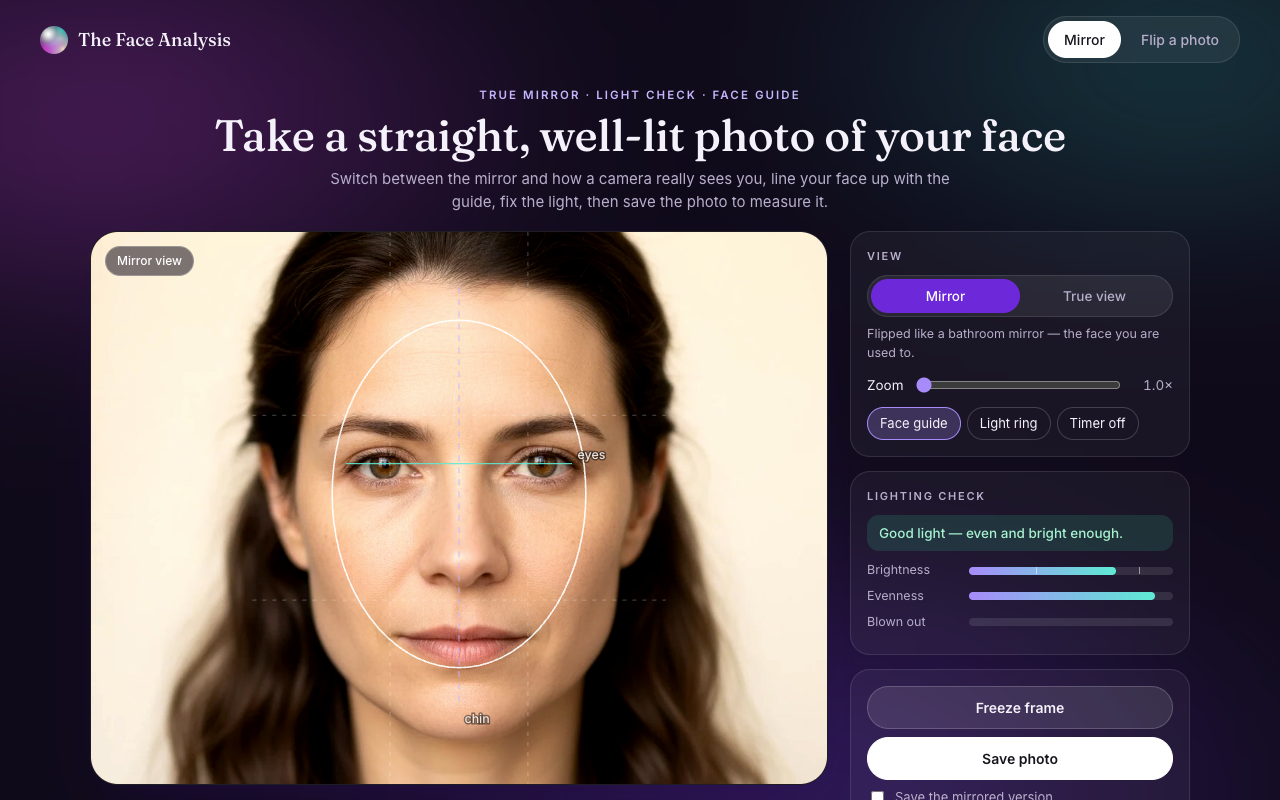 The Face Analysis
Mirror
Flip a photo
TRUE MIRROR · LIGHT CHECK · FACE GUIDE
Take a straight, well-lit photo of your face
Switch between the mirror and how a camera really sees you, line your face up with the
guide, fix the light, then save the photo to measure it.
Mirror view
eyes
chin
VIEW
Mirror
True view
Flipped like a bathroom mirror — the face you are
used to.
Zoom
1.0×
Face guide
Light ring
Timer off
LIGHTING CHECK
Good light — even and bright enough.
Brightness
Evenness
Blown out
Freeze frame
Save photo
Save the mirrored version